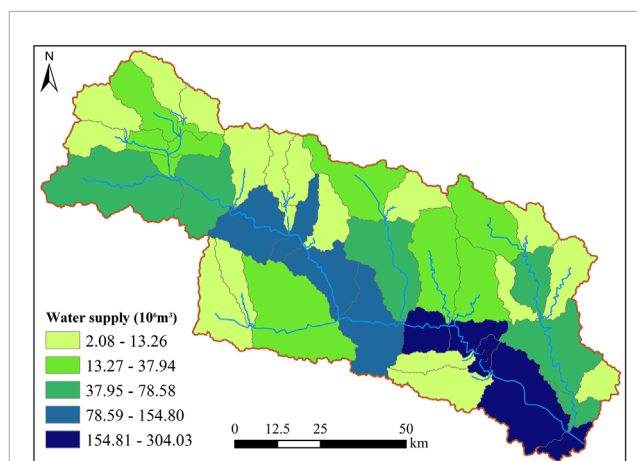 N
Water supply (10⁶m³)
2.08 - 13.26
13.27 - 37.94
37.95 - 78.58
78.59 - 154.80
154.81 - 304.03
0 12.5 25 50
km